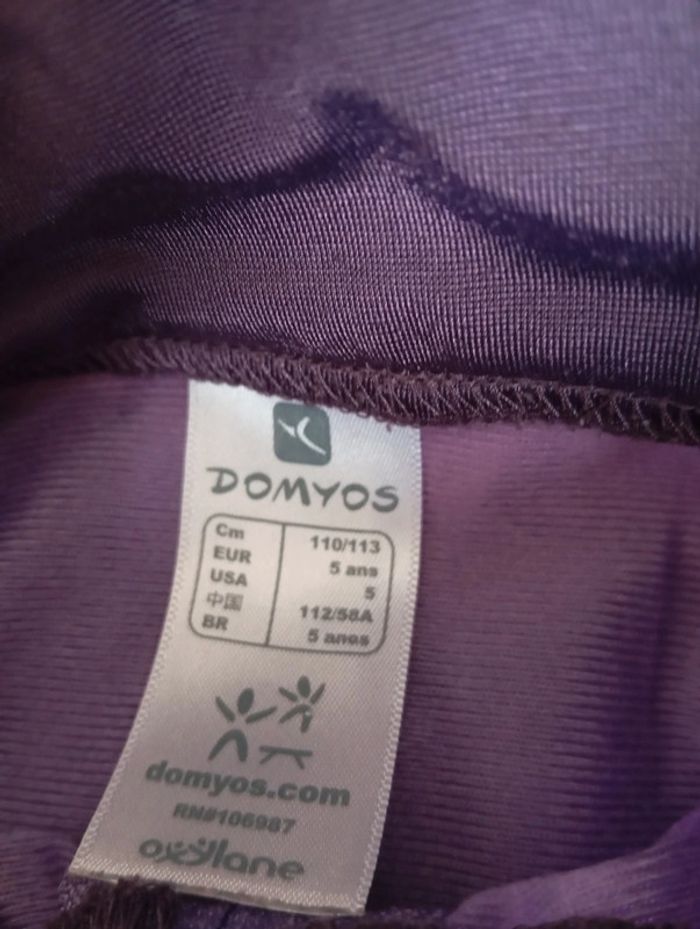 DOMYOS
Cm 110/113
EUR 5 ans
USA 5
中国 112/58A
BR 5 anos
domyos.com
RN#106987
oxylane